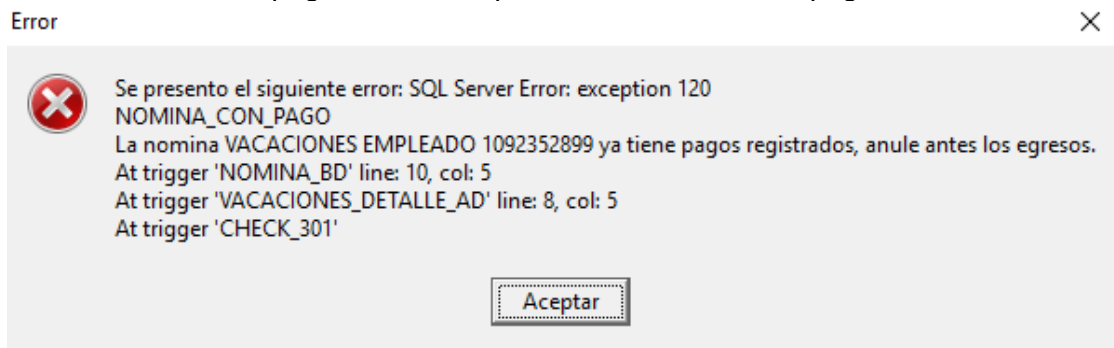 Error
Se presento el siguiente error: SQL Server Error: exception 120
NOMINA_CON_PAGO
La nomina VACACIONES EMPLEADO 1092352899 ya tiene pagos registrados, anule antes los egresos.
At trigger 'NOMINA_BD' line: 10, col: 5
At trigger 'VACACIONES_DETALLE_AD' line: 8, col: 5
At trigger 'CHECK_301'
Aceptar